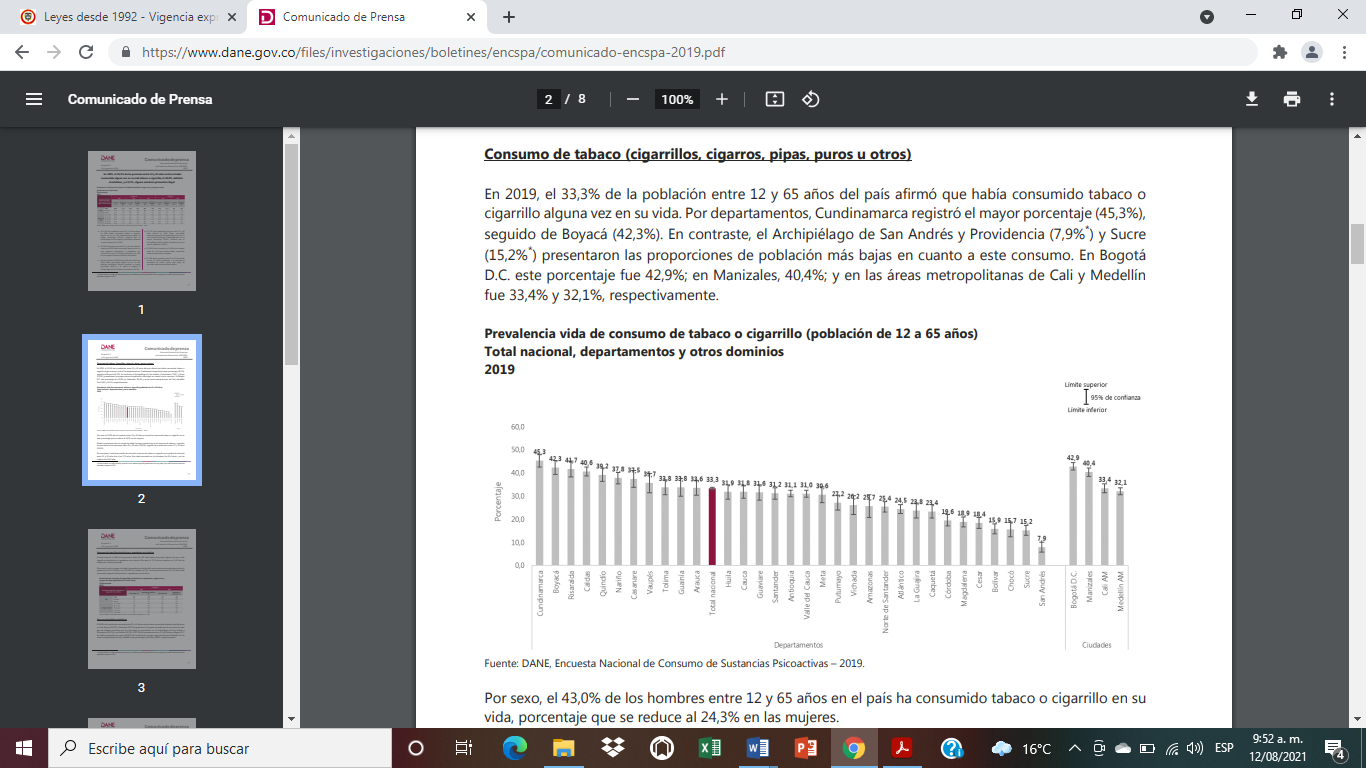 Leyes desde 1992 - Vigencia exp
Comunicado de Prensa
https://www.dane.gov.co/files/investigaciones/boletines/encspa/comunicado-encspa-2019.pdf
Comunicado de Prensa
2 / 8
100%
1
2
3
Consumo de tabaco (cigarrillos, cigarros, pipas, puros u otros)
En 2019, el 33,3% de la población entre 12 y 65 años del país afirmó que había consumido tabaco o
cigarrillo alguna vez en su vida. Por departamentos, Cundinamarca registró el mayor porcentaje (45,3%),
seguido de Boyacá (42,3%). En contraste, el Archipiélago de San Andrés y Providencia (7,9%*) y Sucre
(15,2%*) presentaron las proporciones de población más bajas en cuanto a este consumo. En Bogotá
D.C. este porcentaje fue 42,9%; en Manizales, 40,4%; y en las áreas metropolitanas de Cali y Medellín
fue 33,4% y 32,1%, respectivamente.
Prevalencia vida de consumo de tabaco o cigarrillo (población de 12 a 65 años)
Total nacional, departamentos y otros dominios
2019
Límite superior
95% de confianza
Límite inferior
Porcentaje
60,0
50,0
40,0
30,0
20,0
10,0
0,0
45,3 42,3 41,7 40,6 39,2 37,8 37,5 35,7 33,8 33,8 33,6 33,3 31,9 31,8 31,6 31,2 31,1 31,0 30,6 27,2 26,2 25,7 25,4 24,5 23,8 23,4 19,6 18,9 18,4 15,9 15,7 15,2 7,9
42,9 40,4 33,4 32,1
Cundinamarca
Boyacá
Risaralda
Caldas
Quindío
Nariño
Casanare
Vaupés
Tolima
Guainía
Arauca
Total nacional
Huila
Cauca
Guaviare
Santander
Antioquia
Valle del Cauca
Meta
Putumayo
Vichada
Amazonas
Norte de Santander
Atlántico
La Guajira
Caquetá
Córdoba
Magdalena
Cesar
Bolívar
Chocó
Sucre
San Andrés
Bogotá D.C.
Manizales
Cali AM
Medellín AM
Departamentos
Ciudades
Fuente: DANE, Encuesta Nacional de Consumo de Sustancias Psicoactivas – 2019.
Por sexo, el 43,0% de los hombres entre 12 y 65 años en el país ha consumido tabaco o cigarrillo en su
vida, porcentaje que se reduce al 24,3% en las mujeres.
Escribe aquí para buscar
16°C
ESP
9:52 a. m.
12/08/2021
4